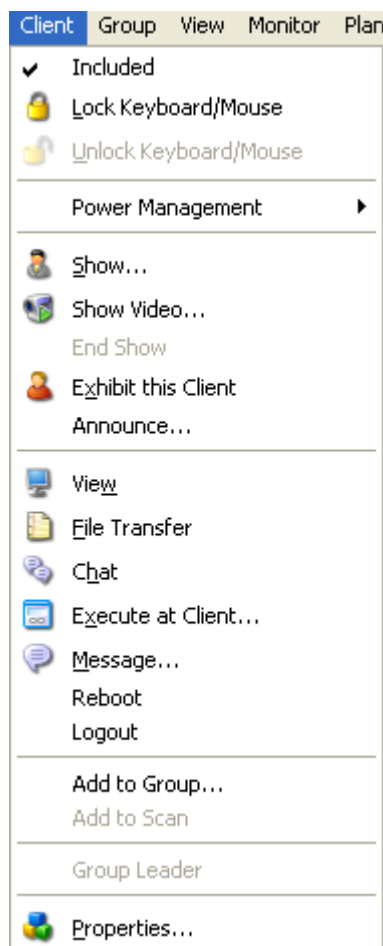 Client Group View Monitor Plan
Included
Lock Keyboard/Mouse
Unlock Keyboard/Mouse
Power Management
Show...
Show Video...
End Show
Exhibit this Client
Announce...
View
File Transfer
Chat
Execute at Client...
Message...
Reboot
Logout
Add to Group...
Add to Scan
Group Leader
Properties...